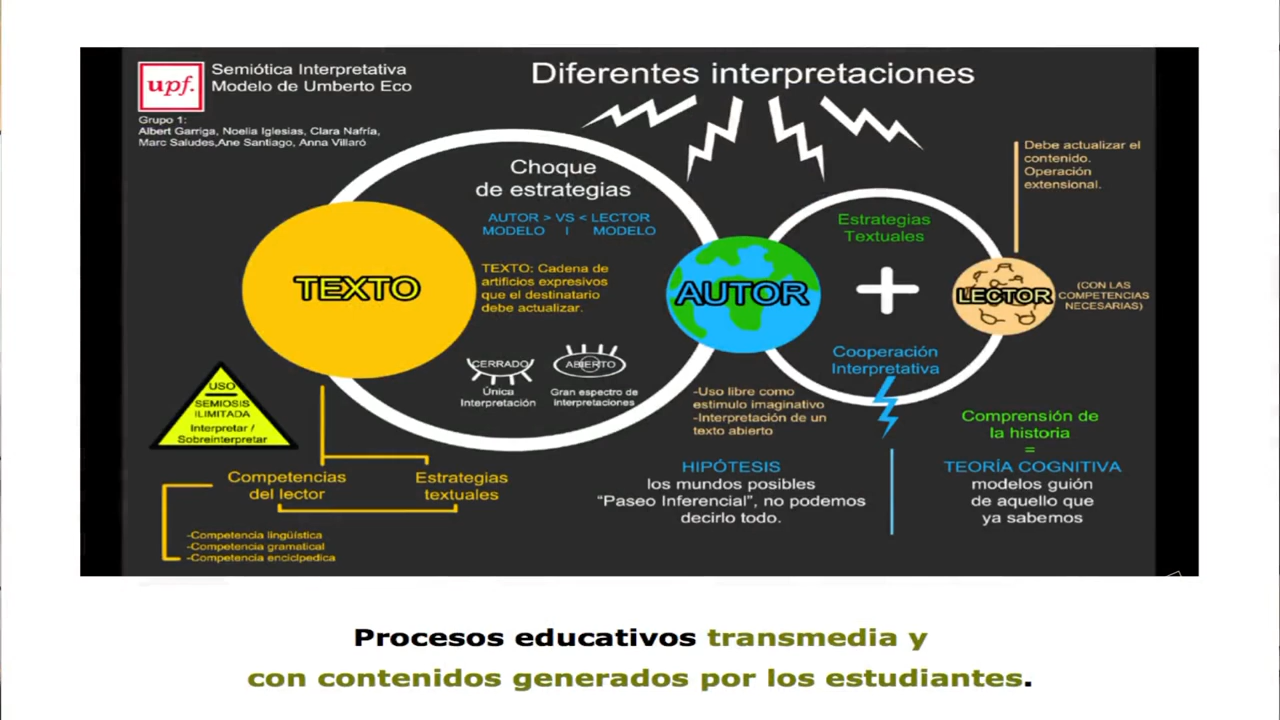 upf.
Semiótica Interpretativa
Modelo de Umberto Eco
Grupo 1:
Albert Garriga, Noelia Iglesias, Clara Nafría,
Marc Saludes,Ane Santiago, Anna Villaró
Diferentes interpretaciones
Choque
de estrategias
AUTOR > VS < LECTOR
MODELO | MODELO
TEXTO
TEXTO: Cadena de
artificios expresivos
que el destinatario
debe actualizar.
CERRADO
Única
Interpretación
ABIERTO
Gran espectro de
interpretaciones
AUTOR
Estrategias
Textuales
+
Cooperación
Interpretativa
LECTOR
Debe actualizar el
contenido.
Operación
extensional.
(CON LAS
COMPETENCIAS
NECESARIAS)
USO
SEMIOSIS
ILIMITADA
Interpretar /
Sobreinterpretar
Competencias
del lector
Estrategias
textuales
-Competencia lingüística
-Competencia gramatical
-Competencia enciclpedica
-Uso libre como
estimulo imaginativo
-Interpretación de un
texto abierto
HIPÓTESIS
los mundos posibles
“Paseo Inferencial”, no podemos
decirlo todo.
Comprensión de
la historia
=
TEORÍA COGNITIVA
modelos guión
de aquello que
ya sabemos
Procesos educativos transmedia y
con contenidos generados por los estudiantes.